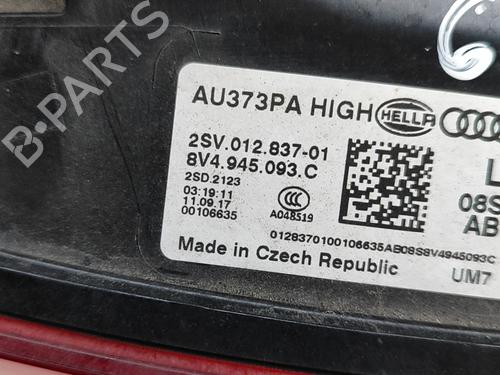 B-PARTS
AU373PA HIGH HELLA
2SV.012.837-01
8V4.945.093.C
2SD.2123
03:19:11
11.09.17
00106635
CCC
A048519
L
08S
AB
0128370100106635AB08S8V4945093C
Made in Czech Republic
UM7